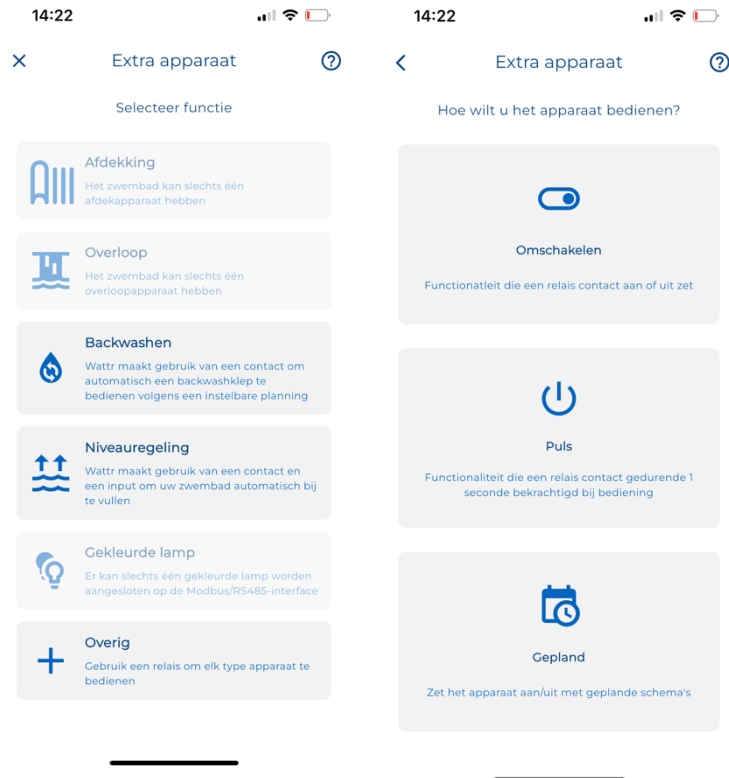 14:22
Extra apparaat
Selecteer functie
Afdekking
Het zwembad kan slechts één
afdekapparaat hebben
Overloop
Het zwembad kan slechts één
overloopapparaat hebben
Backwashen
Wattr maakt gebruik van een contact om
automatisch een backwashklep te
bedienen volgens een instelbare planning
Niveauregeling
Wattr maakt gebruik van een contact en
een input om uw zwembad automatisch bij
te vullen
Gekleurde lamp
Er kan slechts één gekleurde lamp worden
aangesloten op de Modbus/RS485-interface
Overig
Gebruik een relais om elk type apparaat te
bedienen
14:22
Extra apparaat
Hoe wilt u het apparaat bedienen?
Omschakelen
Functionatleit die een relais contact aan of uit zet
Puls
Functionaliteit die een relais contact gedurende 1
seconde bekrachtigd bij bediening
Gepland
Zet het apparaat aan/uit met geplande schema's